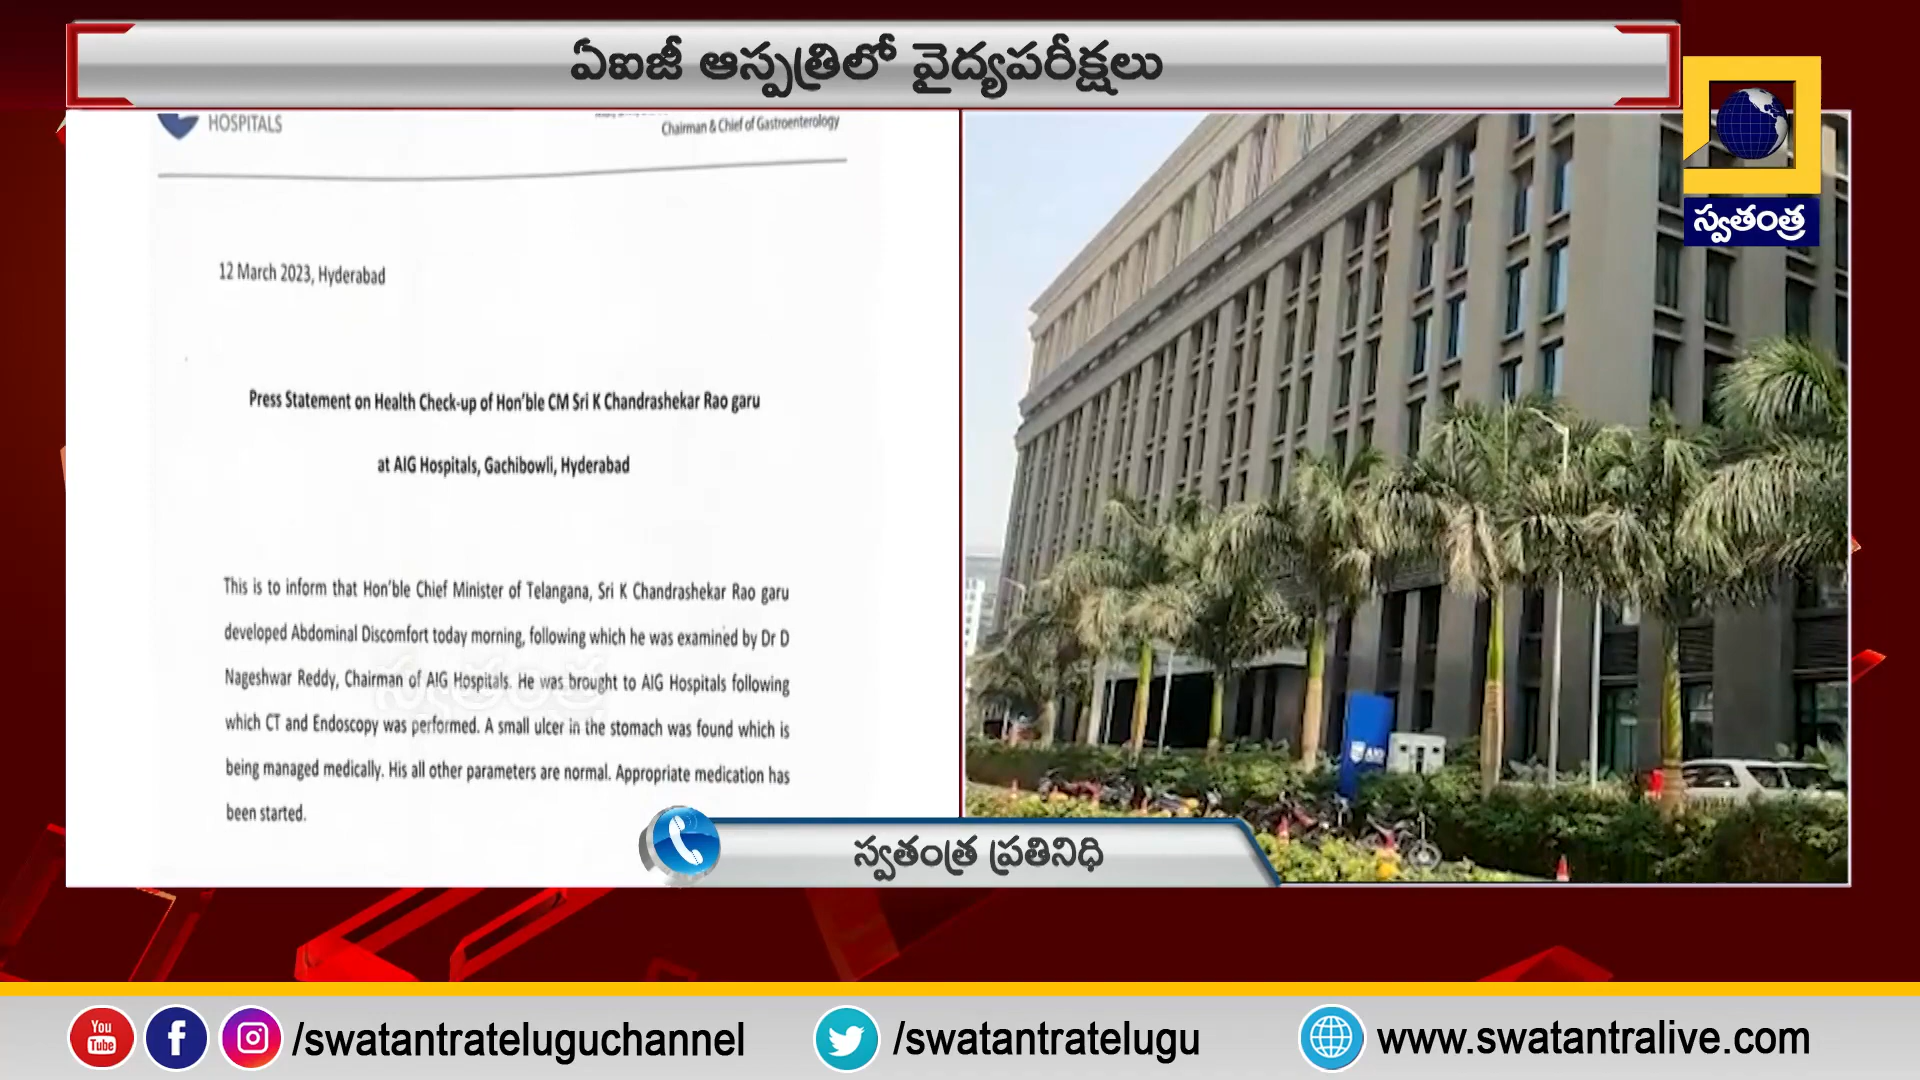 ఏఐజీ ఆస్పత్రిలో వైద్యపరీక్షలు
స్వతంత్ర
HOSPITALS
Chairman & Chief of Gastroenterology
12 March 2023, Hyderabad
Press Statement on Health Check-up of Hon'ble CM Sri K Chandrashekar Rao garu
at AIG Hospitals, Gachibowli, Hyderabad
This is to inform that Hon'ble Chief Minister of Telangana, Sri K Chandrashekar Rao garu
developed Abdominal Discomfort today morning, following which he was examined by Dr D
Nageshwar Reddy, Chairman of AIG Hospitals. He was brought to AIG Hospitals following
which CT and Endoscopy was performed. A small ulcer in the stomach was found which is
being managed medically. His all other parameters are normal. Appropriate medication has
been started.
స్వతంత్ర
AIG
స్వతంత్ర ప్రతినిధి
You
Tube
/swatantrateluguchannel
/swatantratelugu
www.swatantralive.com